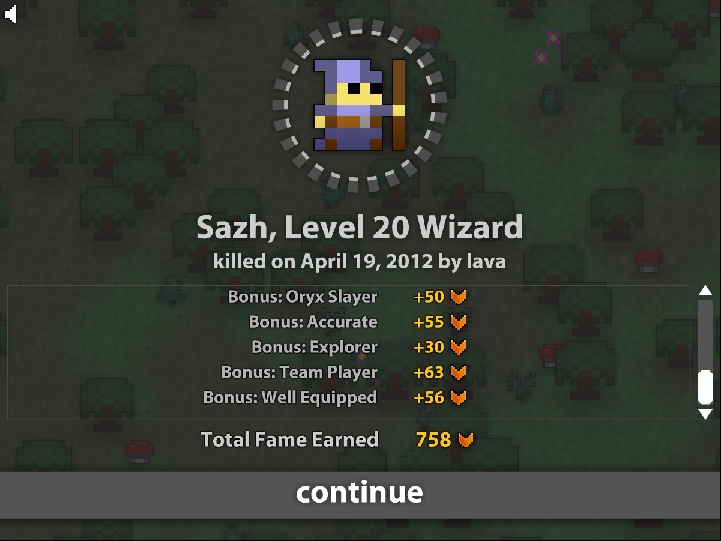 Sazh, Level 20 Wizard
killed on April 19, 2012 by lava
Bonus: Oryx Slayer +50
Bonus: Accurate +55
Bonus: Explorer +30
Bonus: Team Player +63
Bonus: Well Equipped +56
Total Fame Earned 758
continue